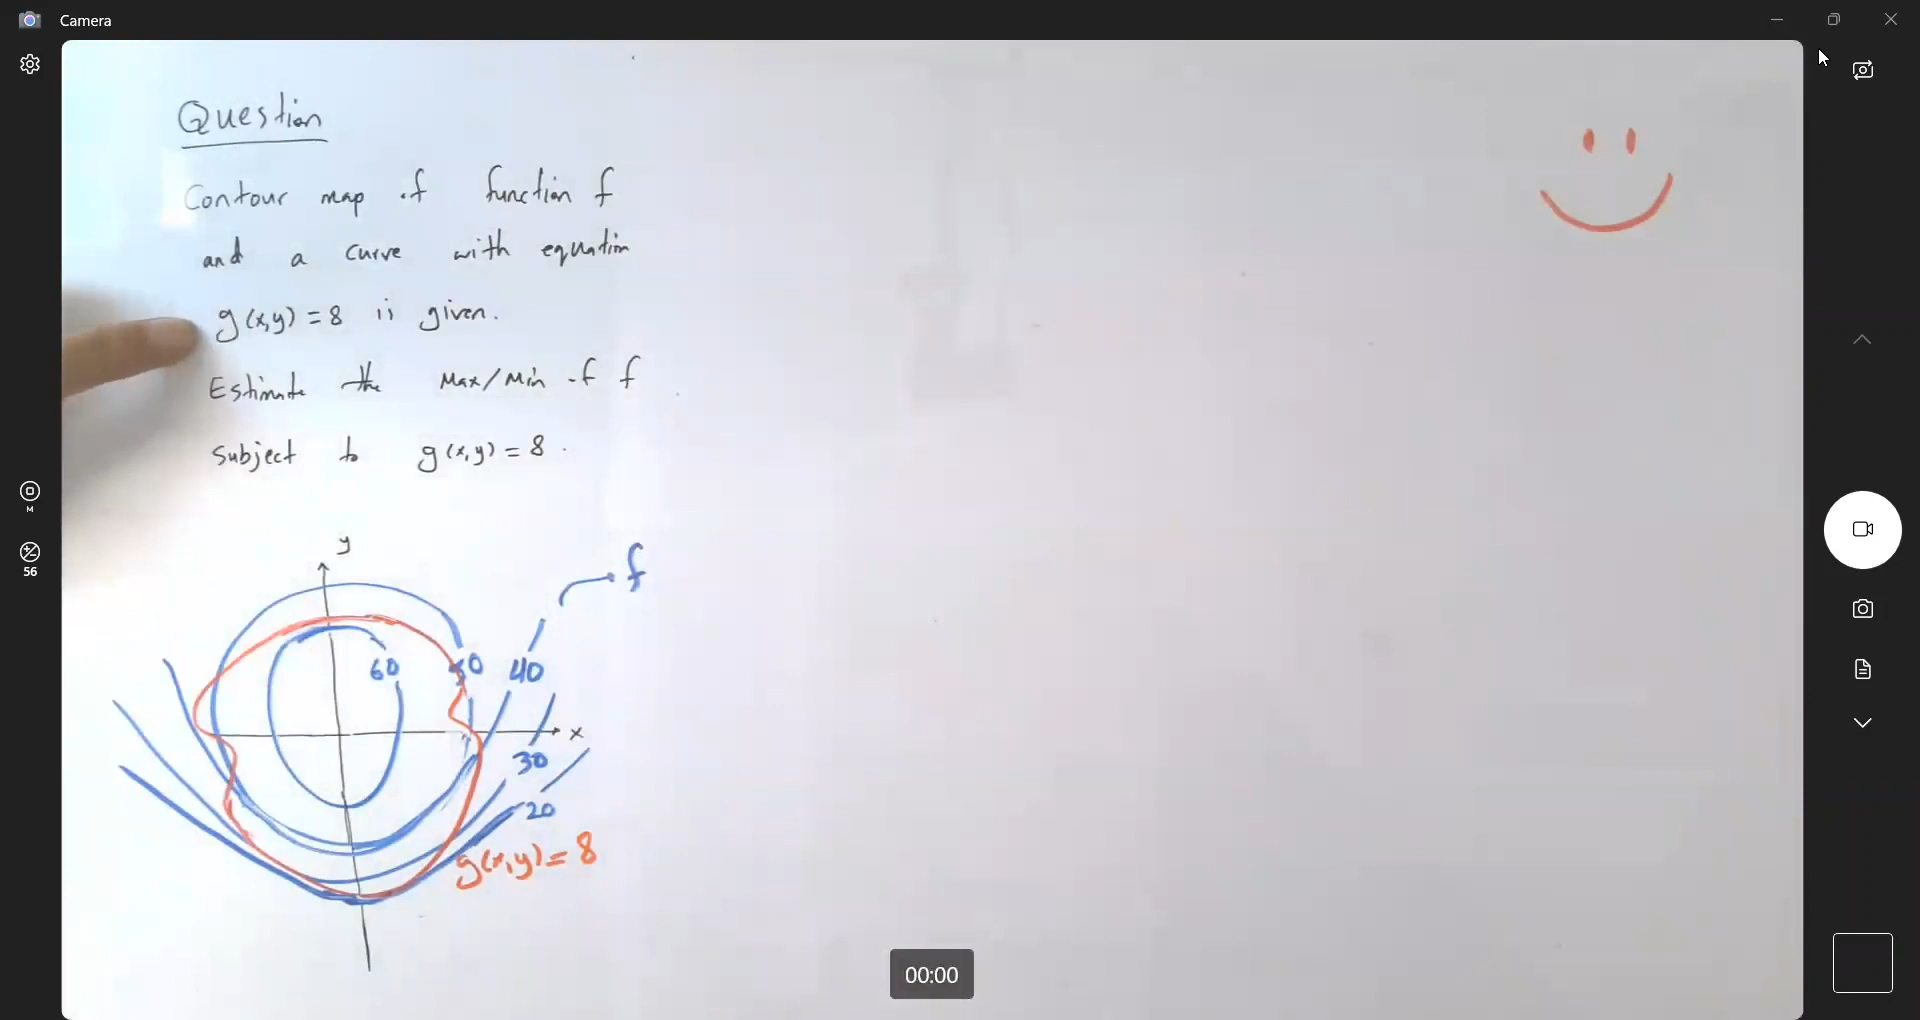 Camera
Question
Contour map of function f
and a curve with equation
g(x,y) = 8 is given.
Estimate the Max/Min of f
subject to g(x,y) = 8.
y
f
60 50 40
x
30
20
g(x,y) = 8
M
56
00:00